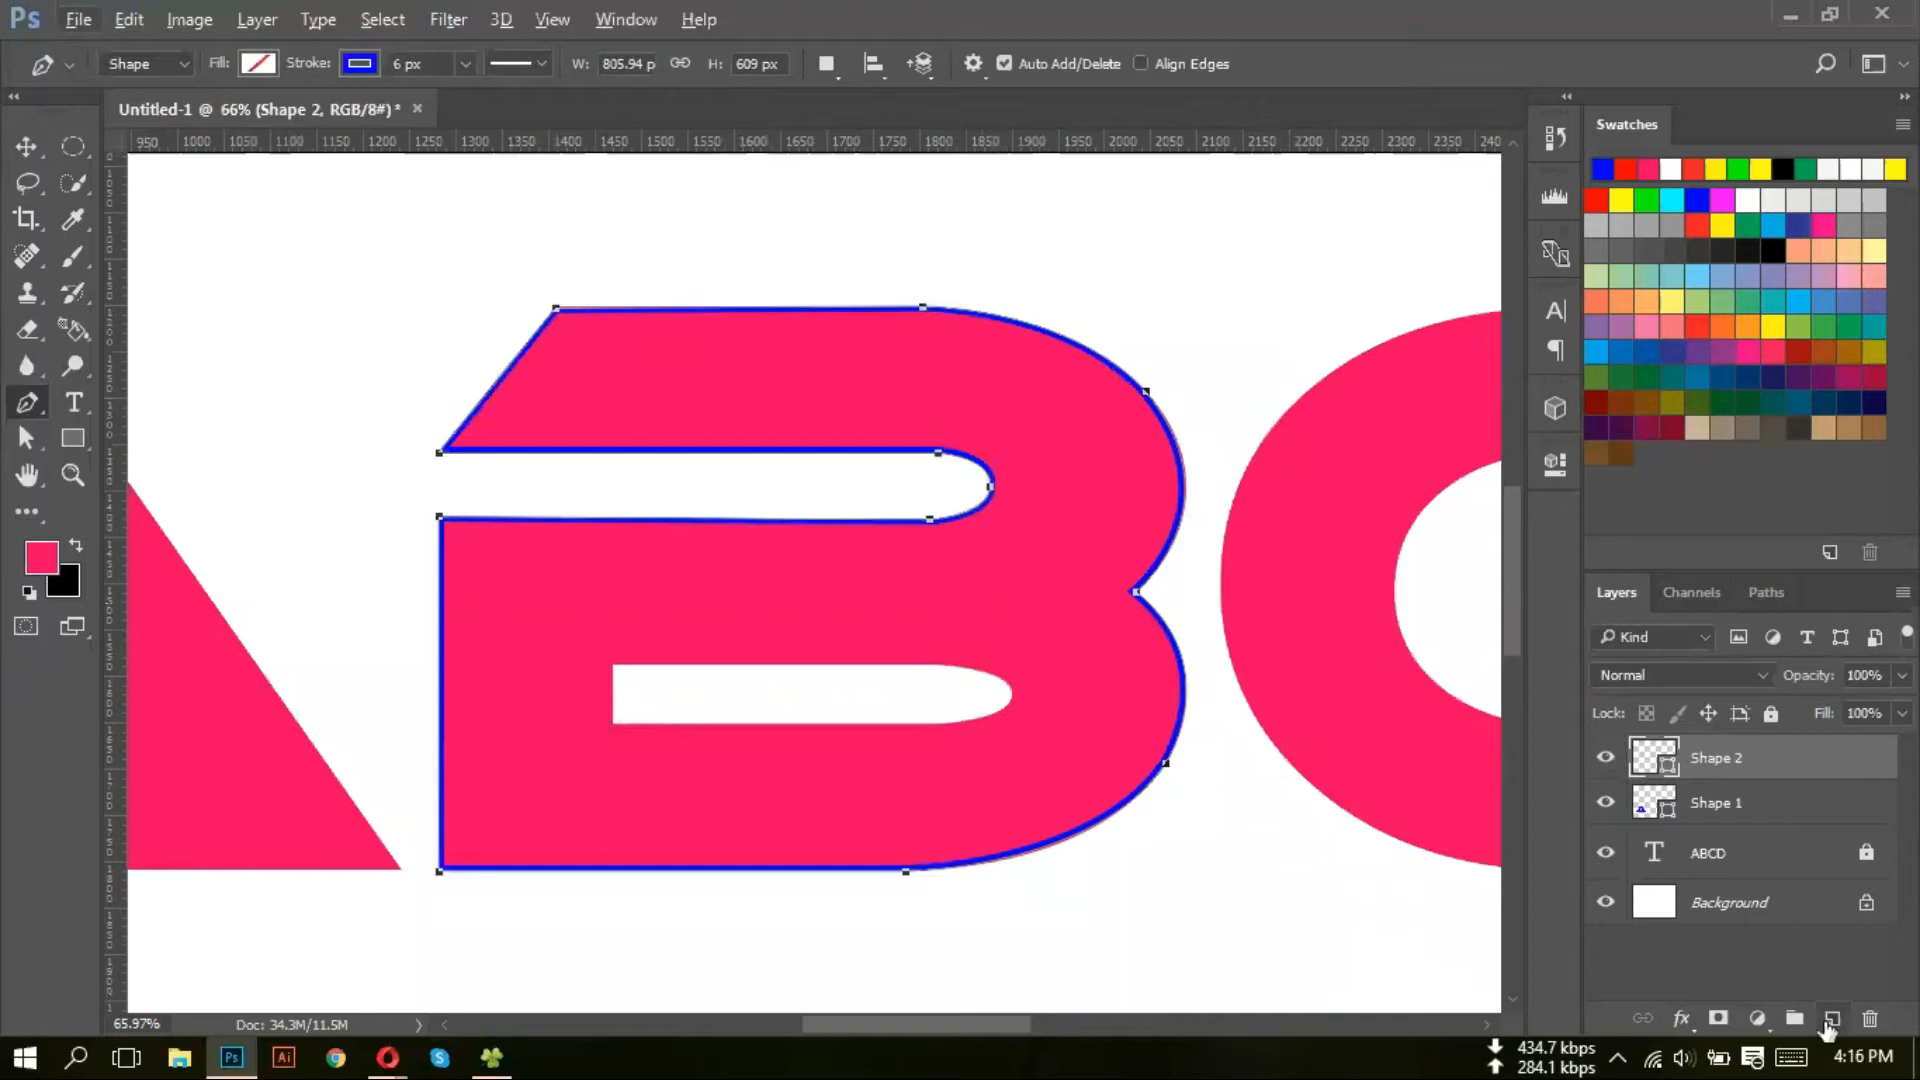 Ps File Edit Image Layer Type Select Filter 3D View Window Help
Shape Fill: Stroke: 6 px W: 805.94 p H: 609 px Auto Add/Delete Align Edges
Untitled-1 @ 66% (Shape 2, RGB/8#) *
950 1000 1050 1100 1150 1200 1250 1300 1350 1400 1450 1500 1550 1600 1650 1700 1750 1800 1850 1900 1950 2000 2050 2100 2150 2200 2250 2300 2350 240
Swatches
Layers Channels Paths
Kind
Normal Opacity: 100%
Lock: Fill: 100%
Shape 2
Shape 1
ABCD
Background
fx
65.97% Doc: 34.3M/11.5M
Ps Ai
434.7 kbps
284.1 kbps
4:16 PM